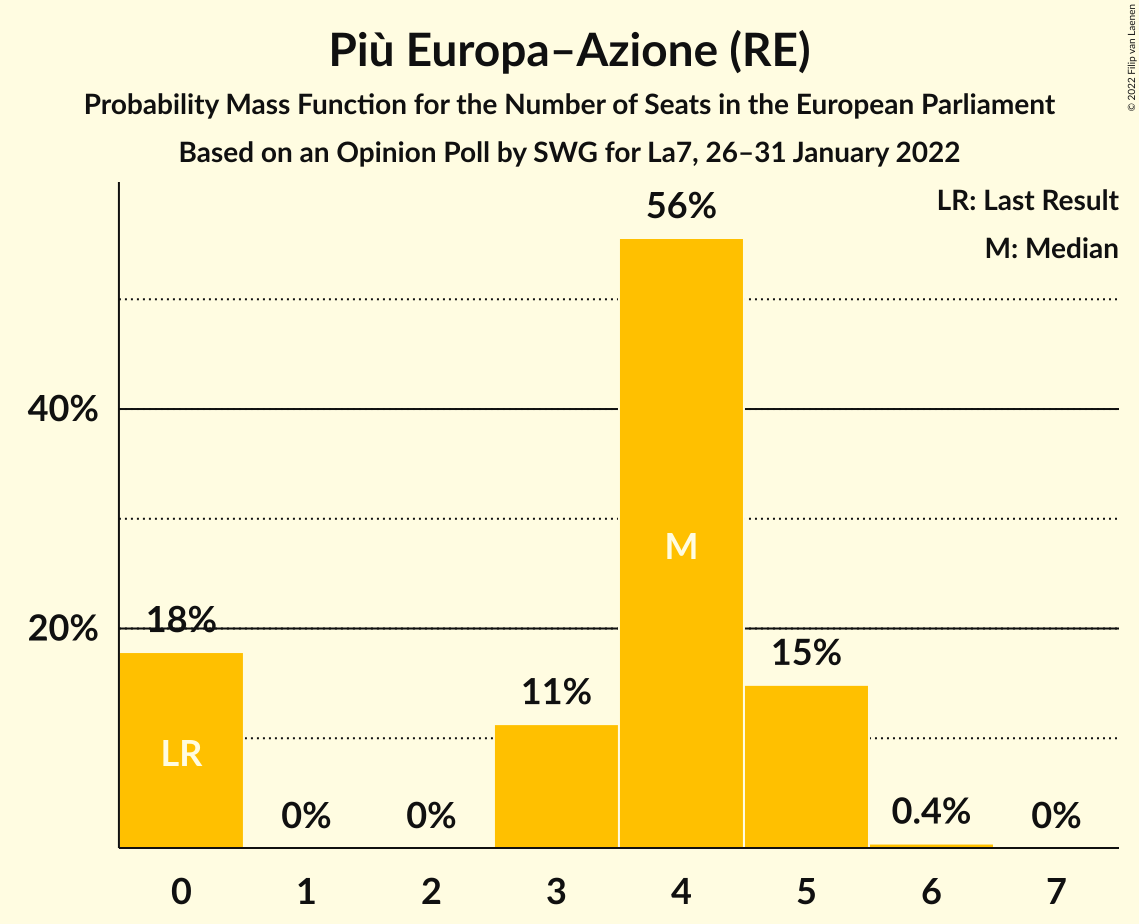 Più Europa–Azione (RE)
Probability Mass Function for the Number of Seats in the European Parliament
Based on an Opinion Poll by SWG for La7, 26–31 January 2022
© 2022 Filip van Laenen
LR: Last Result
M: Median
56%
40%
M
20%
18%
15%
11%
LR
0%
0%
0.4%
0%
0 1 2 3 4 5 6 7